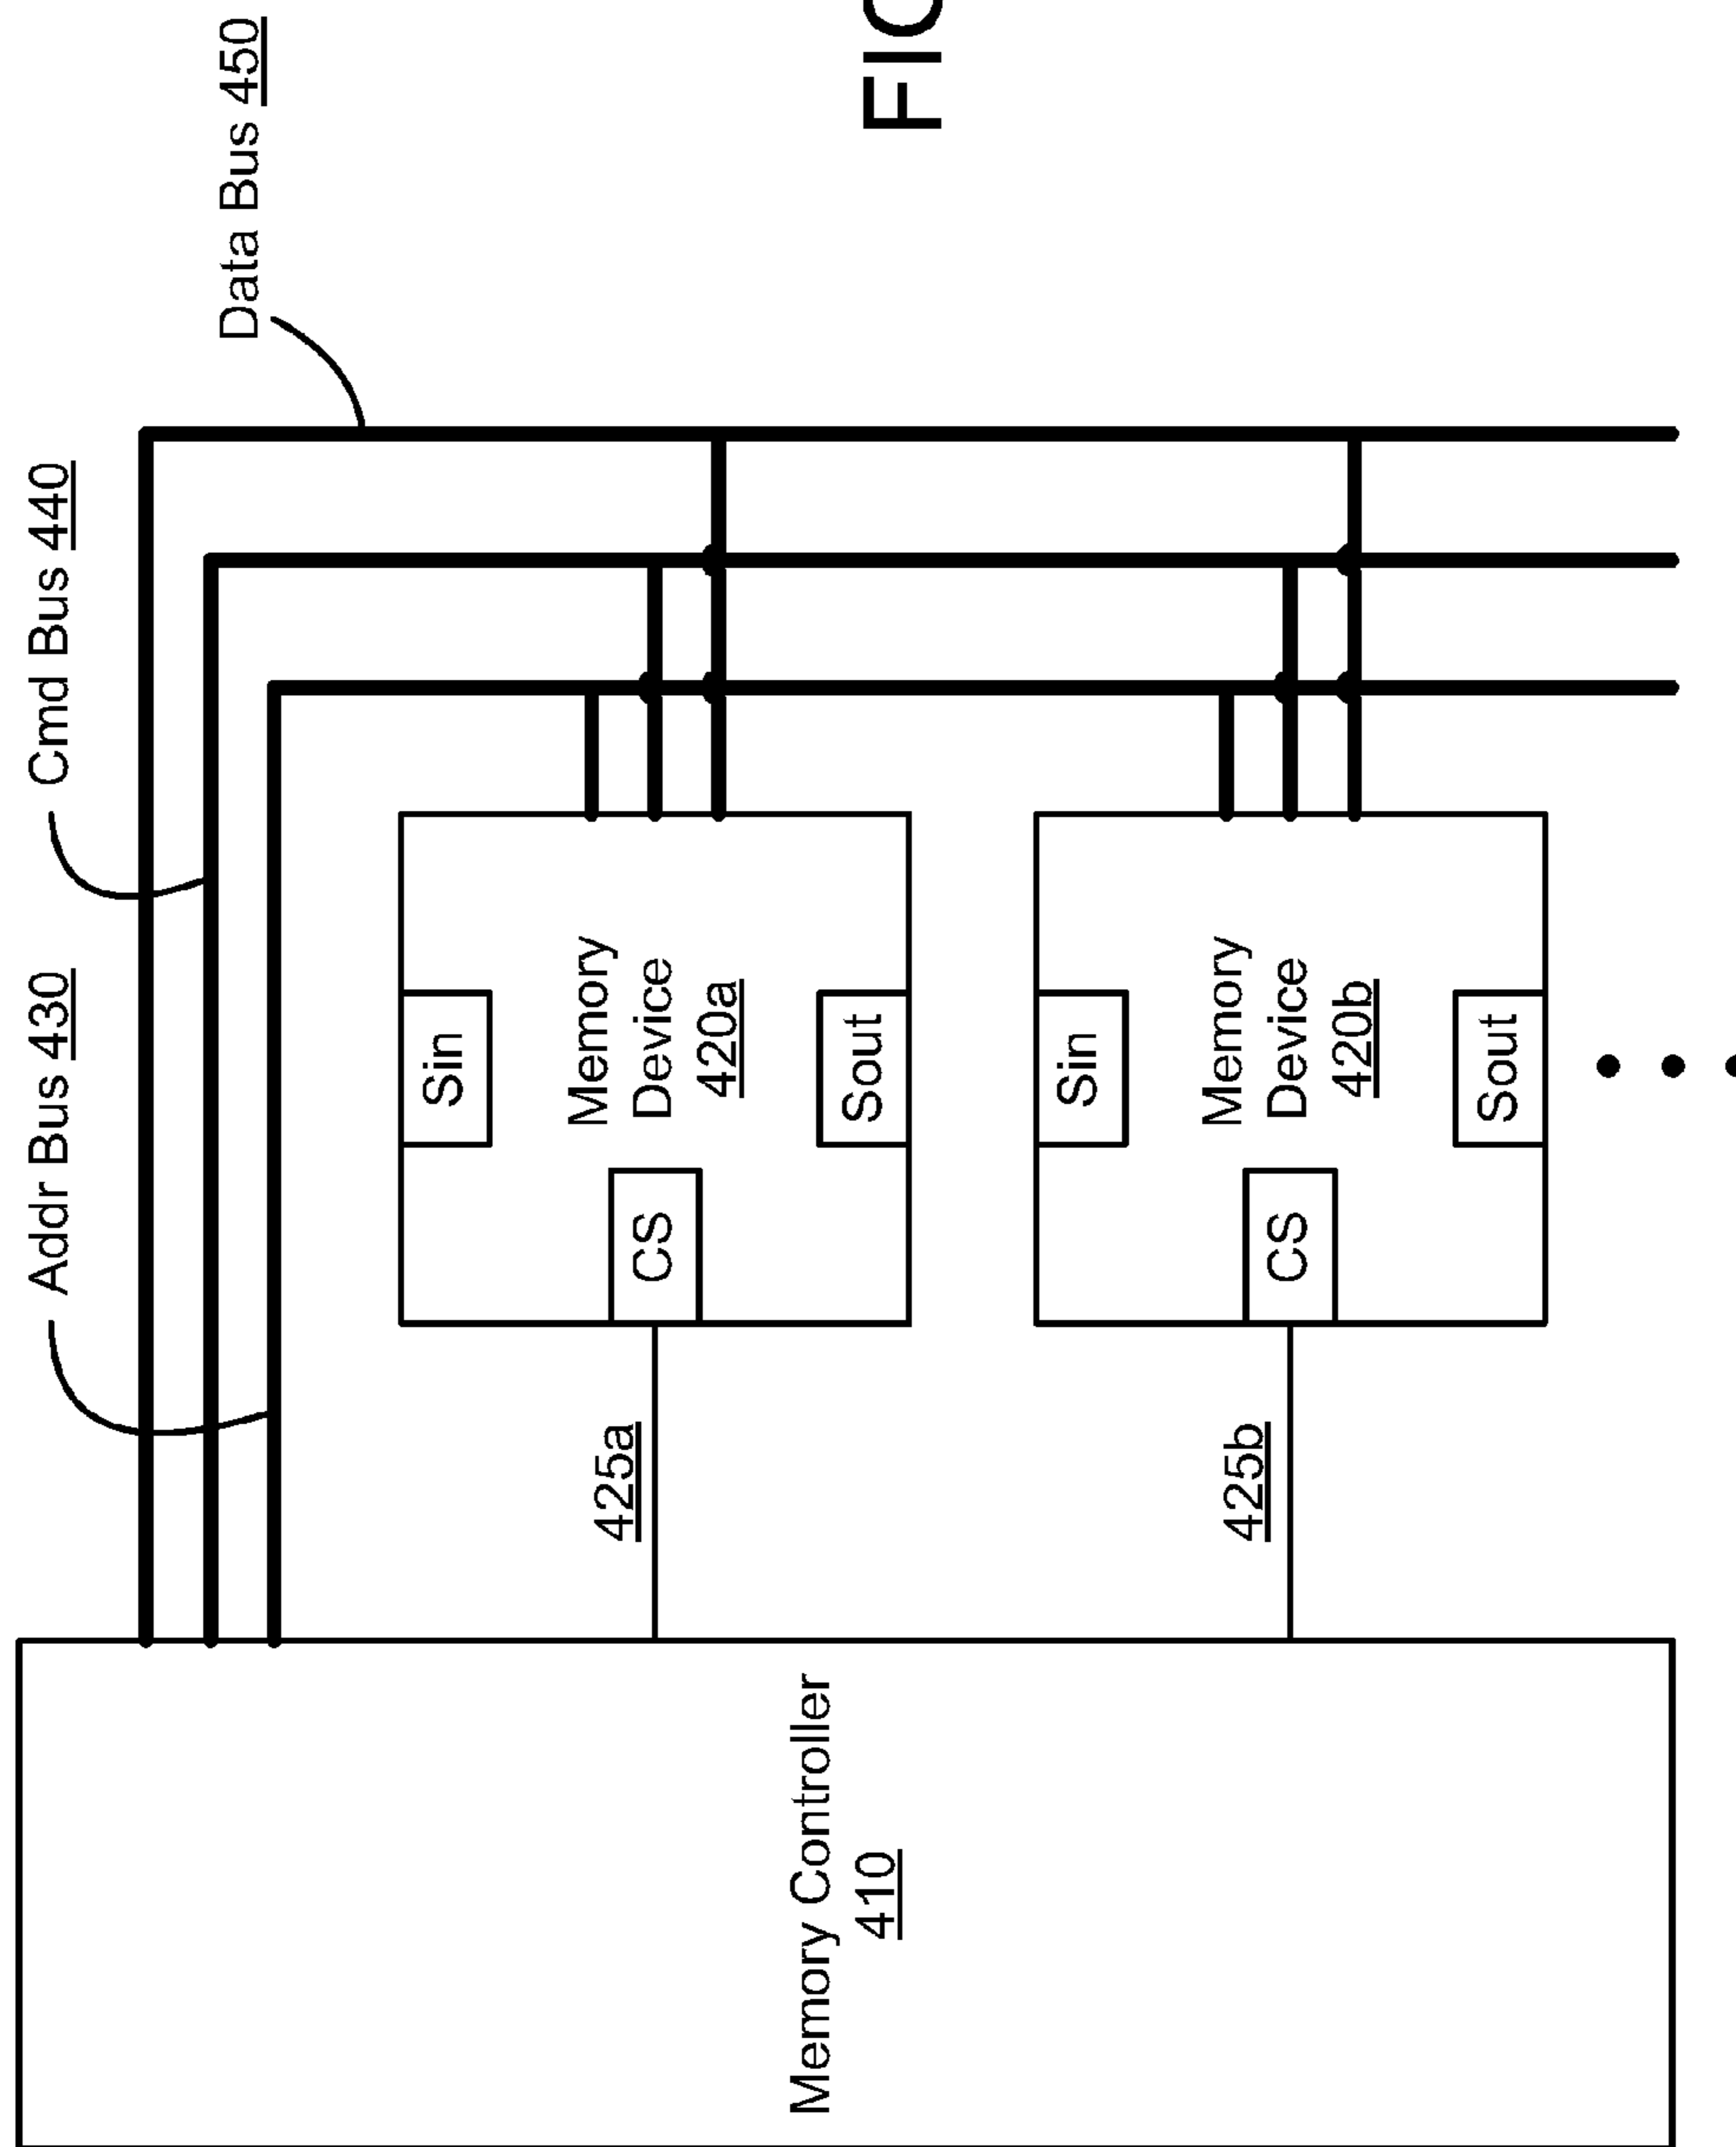 Addr Bus 430
Cmd Bus 440
Data Bus 450
Sin
CS
Memory
Device
420a
Sout
425a
Sin
CS
Memory
Device
420b
Sout
425b
Memory Controller
410